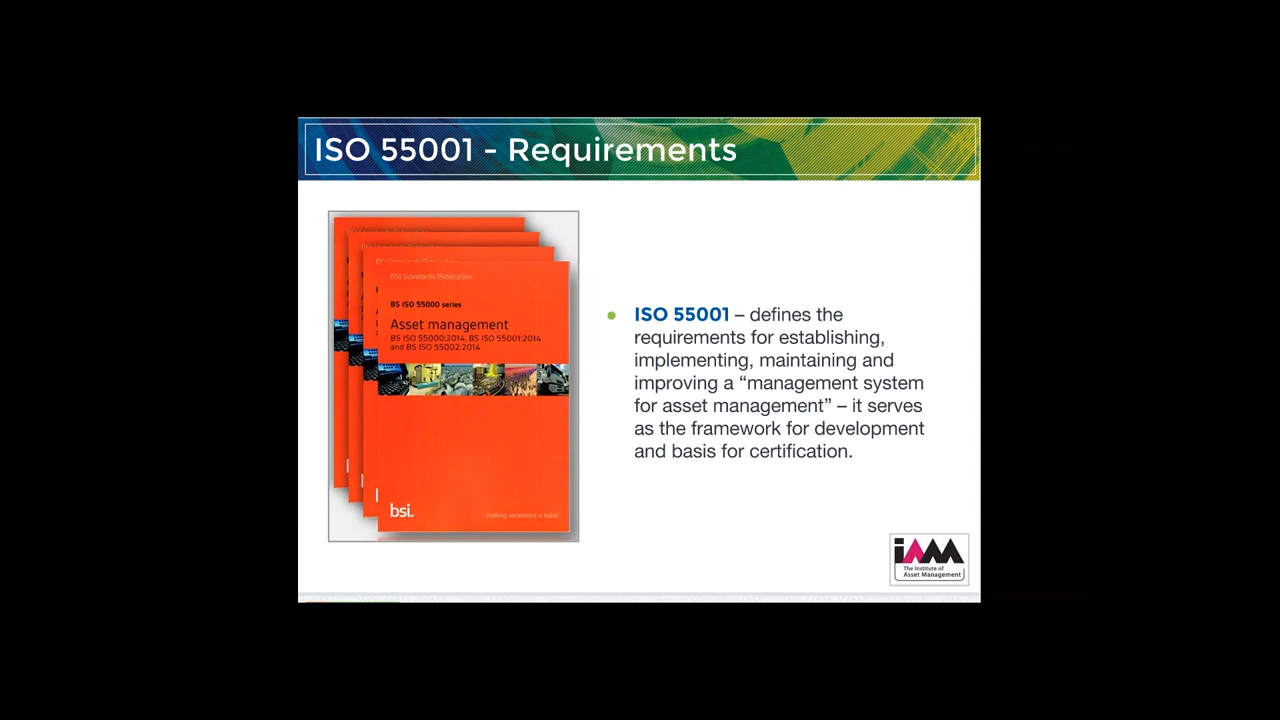 ISO 55001 - Requirements
BSI Standards Publication
BS ISO 55000 series
Asset management
BS ISO 55000:2014, BS ISO 55001:2014
and BS ISO 55002:2014
bsi.
making excellence a habit
ISO 55001 – defines the
requirements for establishing,
implementing, maintaining and
improving a “management system
for asset management” – it serves
as the framework for development
and basis for certification.
iAM
The Institute of
Asset Management